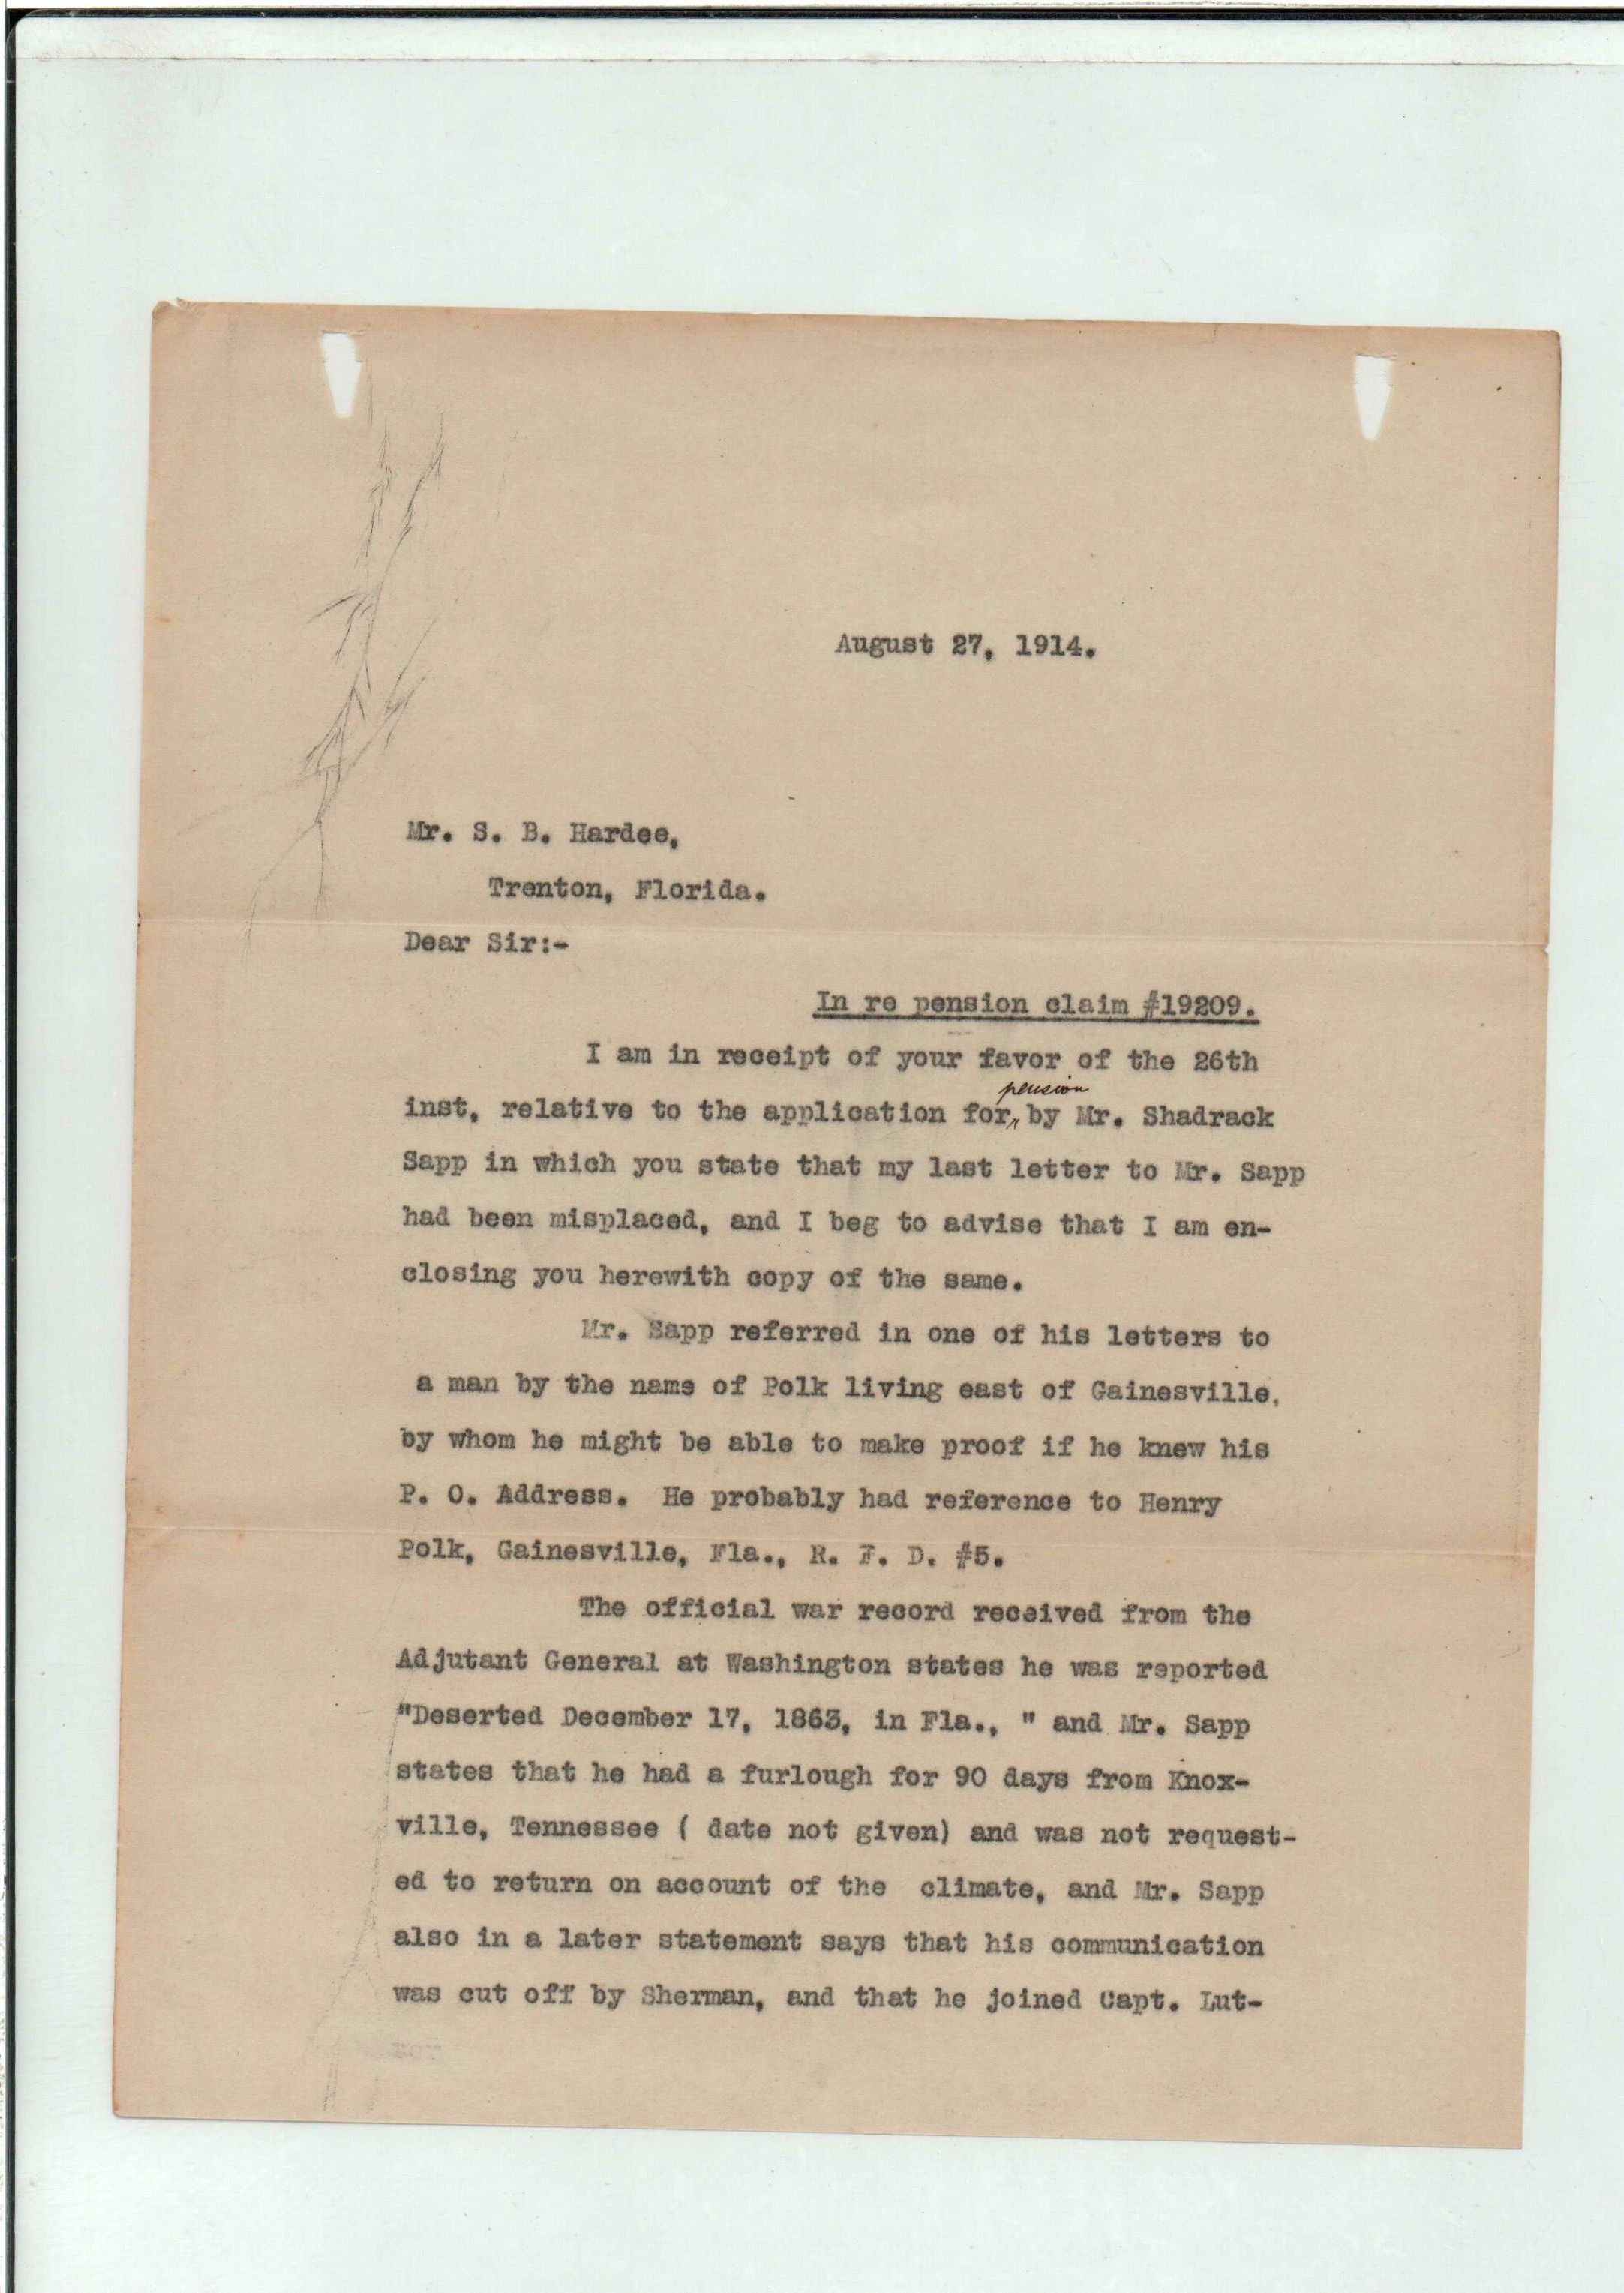 August 27, 1914.
Mr. S. B. Hardee,
Trenton, Florida.
Dear Sir:-
In re pension claim #19209.
I am in receipt of your favor of the 26th
pension
inst, relative to the application for, by Mr. Shadrack
Sapp in which you state that my last letter to Mr. Sapp
had been misplaced, and I beg to advise that I am en-
closing you herewith copy of the same.
Mr. Sapp referred in one of his letters to
a man by the name of Polk living east of Gainesville,
by whom he might be able to make proof if he knew his
P. O. Address. He probably had reference to Henry
Polk, Gainesville, Fla., R. F. D. #5.
The official war record received from the
Adjutant General at Washington states he was reported
"Deserted December 17, 1863, in Fla., " and Mr. Sapp
states that he had a furlough for 90 days from Knox-
ville, Tennessee ( date not given) and was not request-
ed to return on account of the climate, and Mr. Sapp
also in a later statement says that his communication
was cut off by Sherman, and that he joined Capt. Lut-